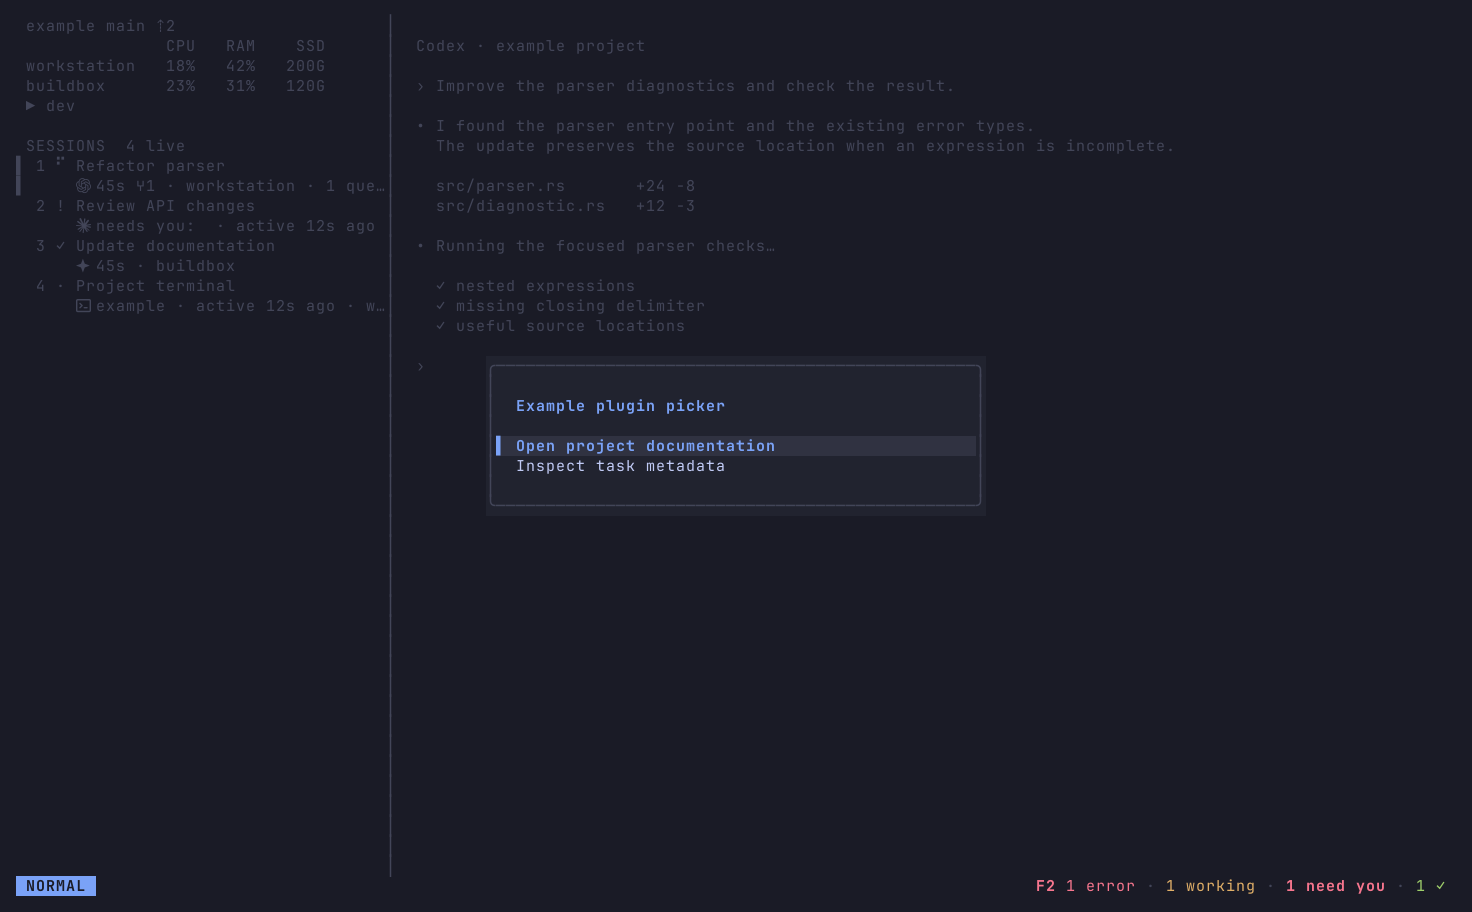 example main ↑2
CPU RAM SSD
workstation 18% 42% 200G
buildbox 23% 31% 120G
▶ dev
SESSIONS 4 live
1 Refactor parser
45s Y1 · workstation · 1 que…
2 ! Review API changes
needs you: · active 12s ago
3 ✓ Update documentation
45s · buildbox
4 · Project terminal
example · active 12s ago · w…
Codex · example project
› Improve the parser diagnostics and check the result.
• I found the parser entry point and the existing error types.
The update preserves the source location when an expression is incomplete.
src/parser.rs +24 -8
src/diagnostic.rs +12 -3
• Running the focused parser checks…
✓ nested expressions
✓ missing closing delimiter
✓ useful source locations
›
Example plugin picker
Open project documentation
Inspect task metadata
NORMAL
F2 1 error · 1 working · 1 need you · 1 ✓